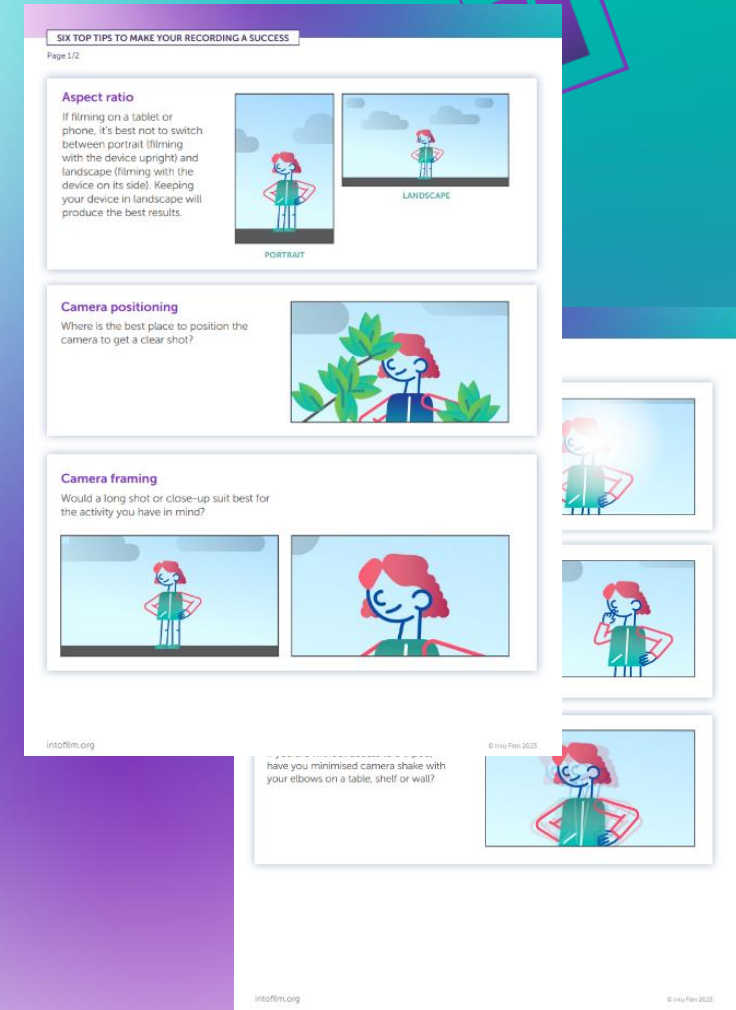 SIX TOP TIPS TO MAKE YOUR RECORDING A SUCCESS
Page 1/2
Aspect ratio
If filming on a tablet or
phone, it's best not to switch
between portrait (filming
with the device upright) and
landscape (filming with the
device on its side). Keeping
your device in landscape will
produce the best results.
PORTRAIT
LANDSCAPE
Camera positioning
Where is the best place to position the
camera to get a clear shot?
Camera framing
Would a long shot or close-up suit best for
the activity you have in mind?
intofilm.org
© Into Film 2023
have you minimised camera shake with
your elbows on a table, shelf or wall?
intofilm.org
© Into Film 2023